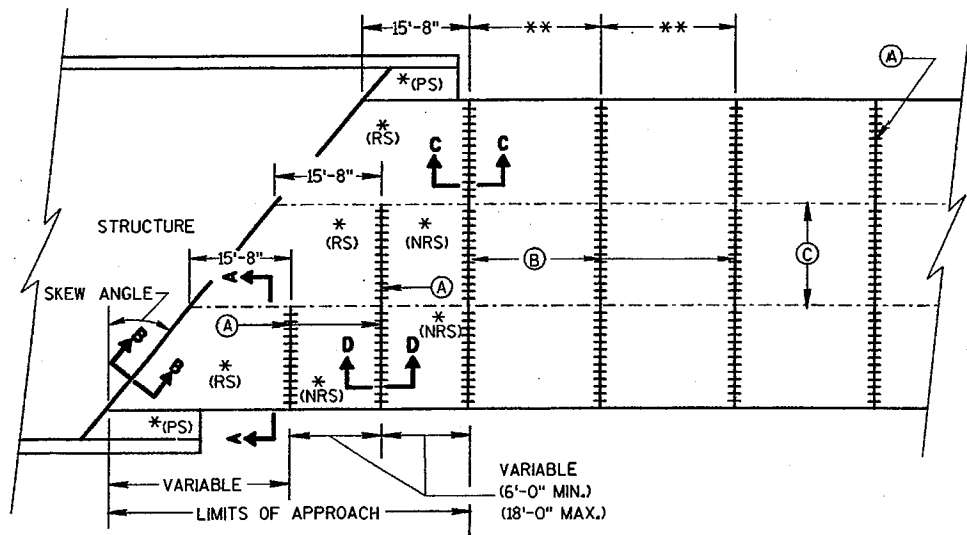 15'-8" ** **
*(PS)
A
*
(RS)
C C
15'-8"
STRUCTURE
*
(RS)
*
(NRS)
B
C
15'-8"
A
SKEW ANGLE
A
A
*
(NRS)
B
B
*
(RS)
*
(NRS)
D D
*(PS)
A
VARIABLE
VARIABLE
(6'-0" MIN.)
(18'-0" MAX.)
LIMITS OF APPROACH